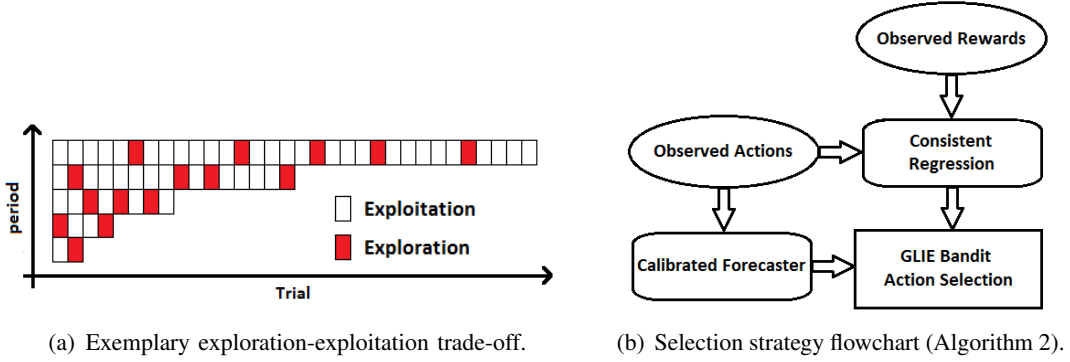 period
Exploitation
Exploration
Trial
(a) Exemplary exploration-exploitation trade-off.
Observed Rewards
Observed Actions
Consistent
Regression
Calibrated Forecaster
GLIE Bandit
Action Selection
(b) Selection strategy flowchart (Algorithm 2).